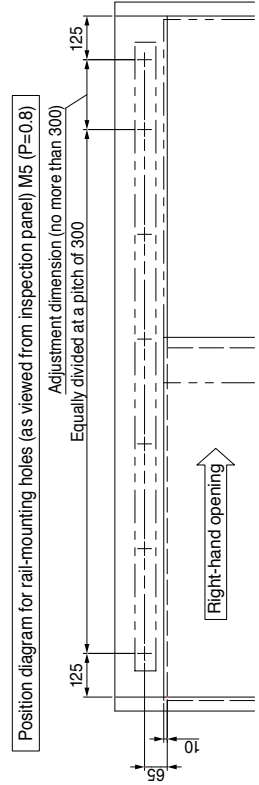 Position diagram for rail-mounting holes (as viewed from inspection panel) M5 (P=0.8)
Adjustment dimension (no more than 300)
Equally divided at a pitch of 300
125
125
65
10
Right-hand opening